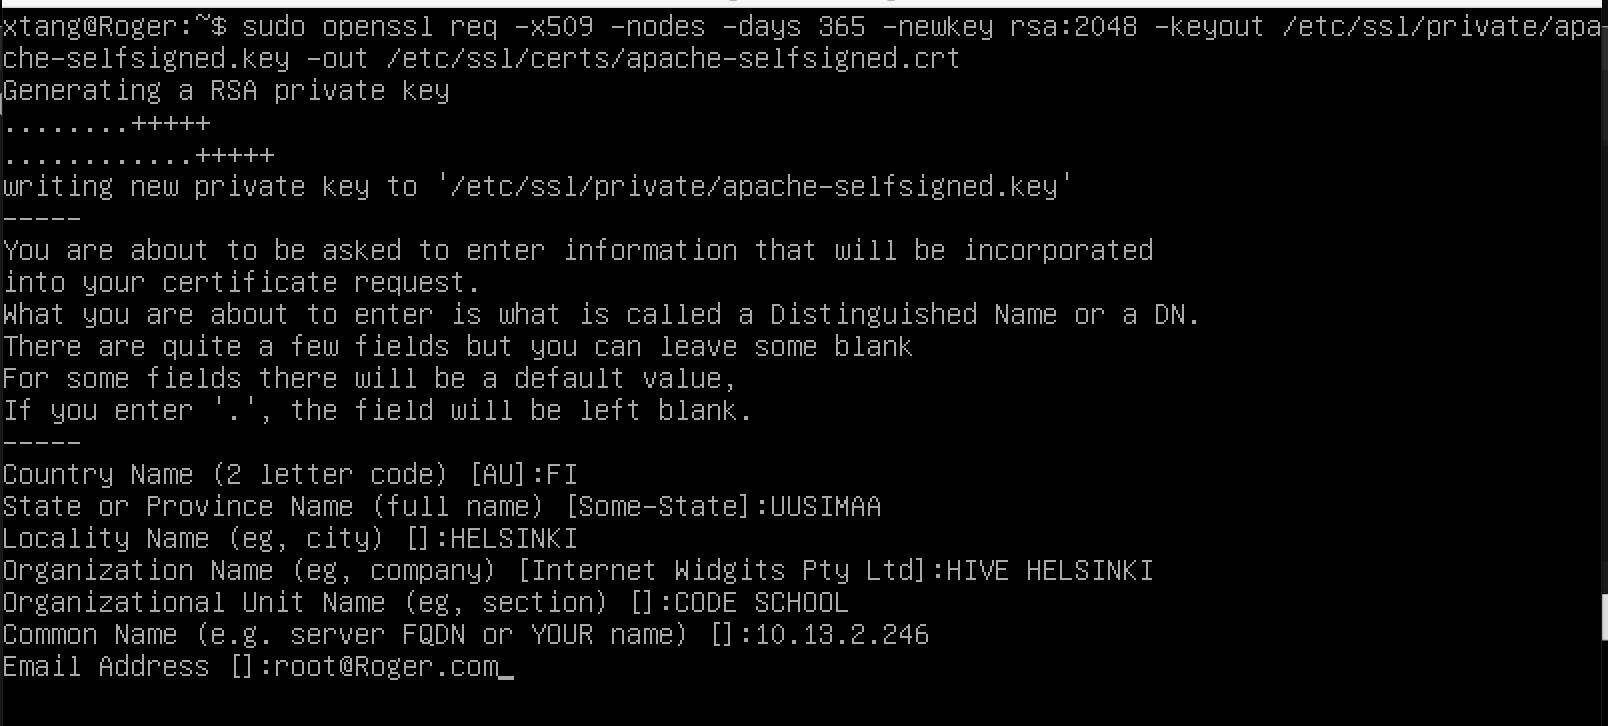 xtang@Roger:~$ sudo openssl req -x509 -nodes -days 365 -newkey rsa:2048 -keyout /etc/ssl/private/apa
che-selfsigned.key -out /etc/ssl/certs/apache-selfsigned.crt
Generating a RSA private key
........+++++
............+++++
writing new private key to '/etc/ssl/private/apache-selfsigned.key'
-----
You are about to be asked to enter information that will be incorporated
into your certificate request.
What you are about to enter is what is called a Distinguished Name or a DN.
There are quite a few fields but you can leave some blank
For some fields there will be a default value,
If you enter '.', the field will be left blank.
-----
Country Name (2 letter code) [AU]:FI
State or Province Name (full name) [Some-State]:UUSIMAA
Locality Name (eg, city) []:HELSINKI
Organization Name (eg, company) [Internet Widgits Pty Ltd]:HIVE HELSINKI
Organizational Unit Name (eg, section) []:CODE SCHOOL
Common Name (e.g. server FQDN or YOUR name) []:10.13.2.246
Email Address []:root@Roger.com_